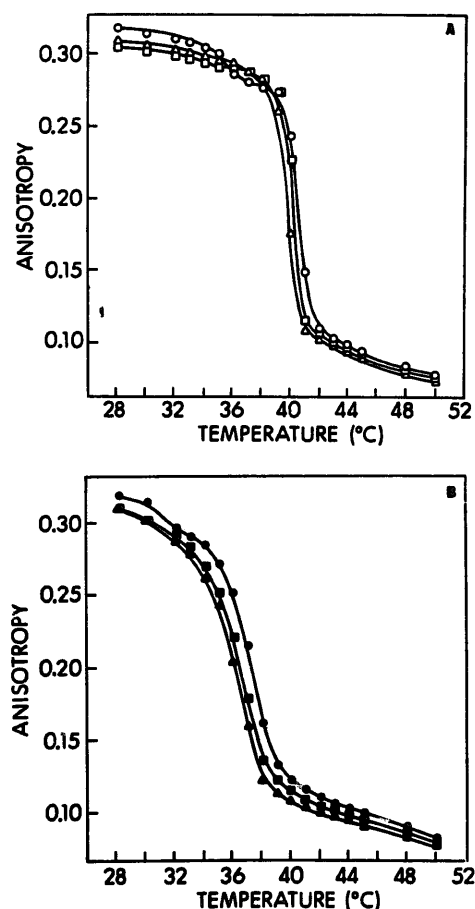 A
0.30
0.25
0.20
0.15
0.10
ANISOTROPY
28 32 36 40 44 48 52
TEMPERATURE (°C)
B
0.30
0.25
0.20
0.15
0.10
ANISOTROPY
28 32 36 40 44 48 52
TEMPERATURE (°C)